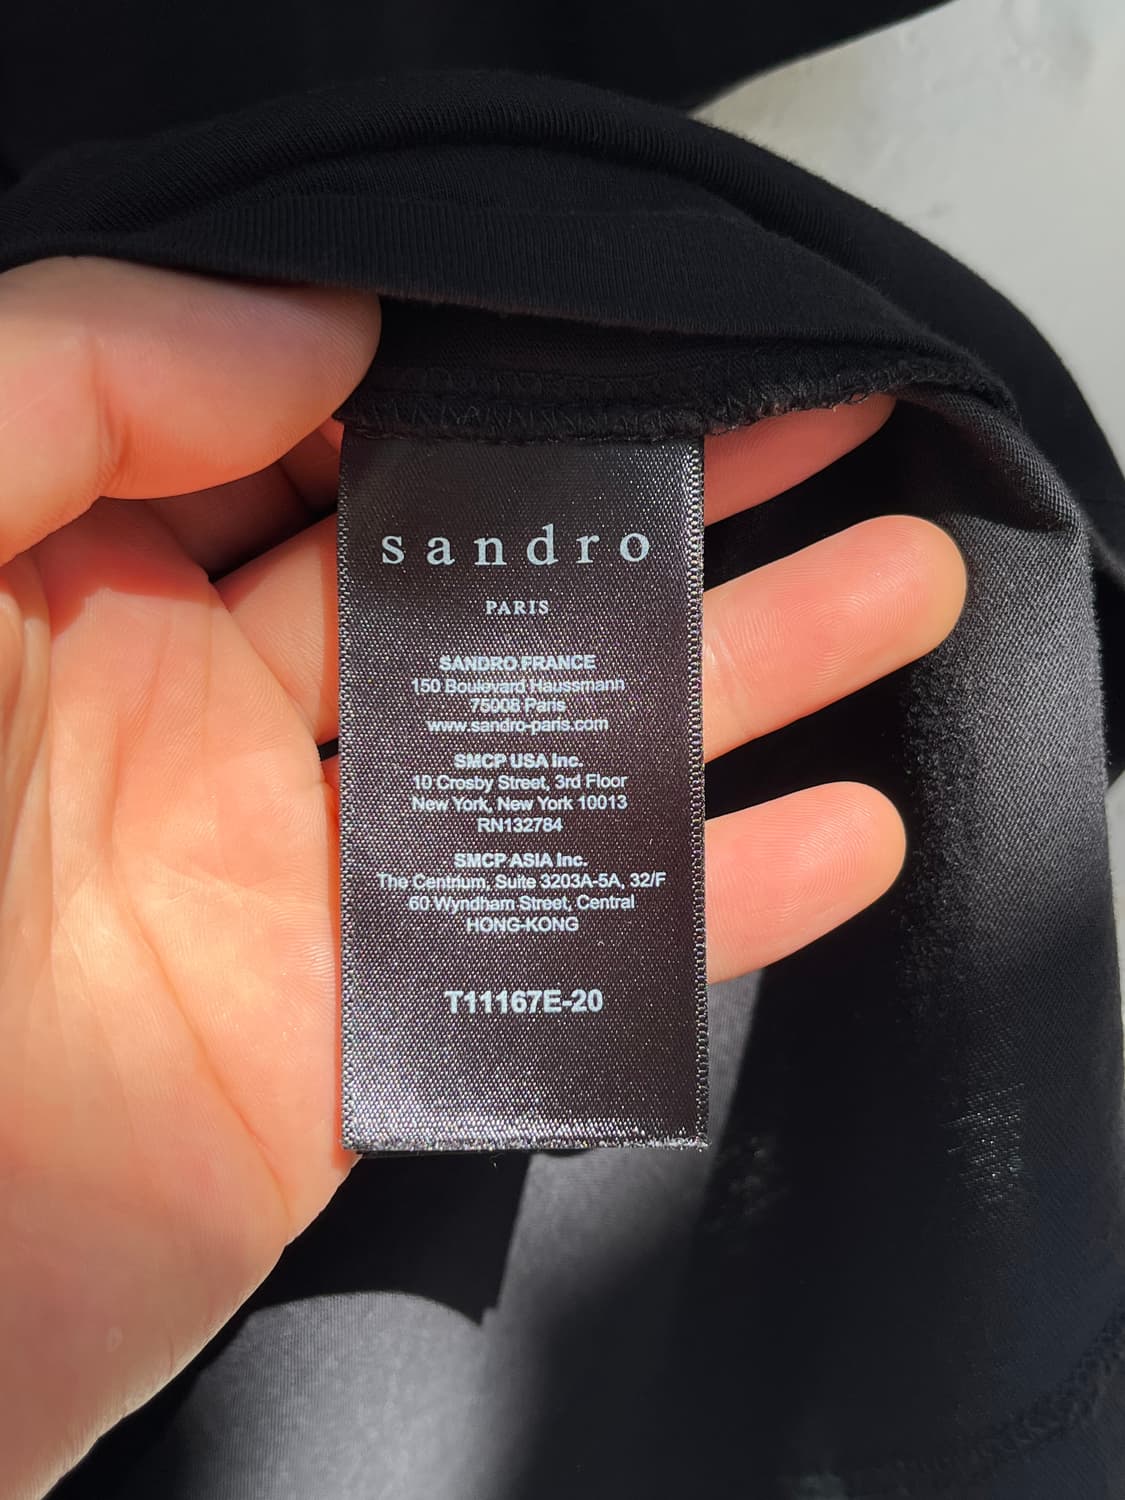 sandro
PARIS
SANDRO FRANCE
150 Boulevard Haussmann
75008 Paris
www.sandro-paris.com
SMCP USA Inc.
10 Crosby Street, 3rd Floor
New York, New York 10013
RN132784
SMCP ASIA Inc.
The Centrium, Suite 3203A-5A, 32/F
60 Wyndham Street, Central
HONG-KONG
T11167E-20